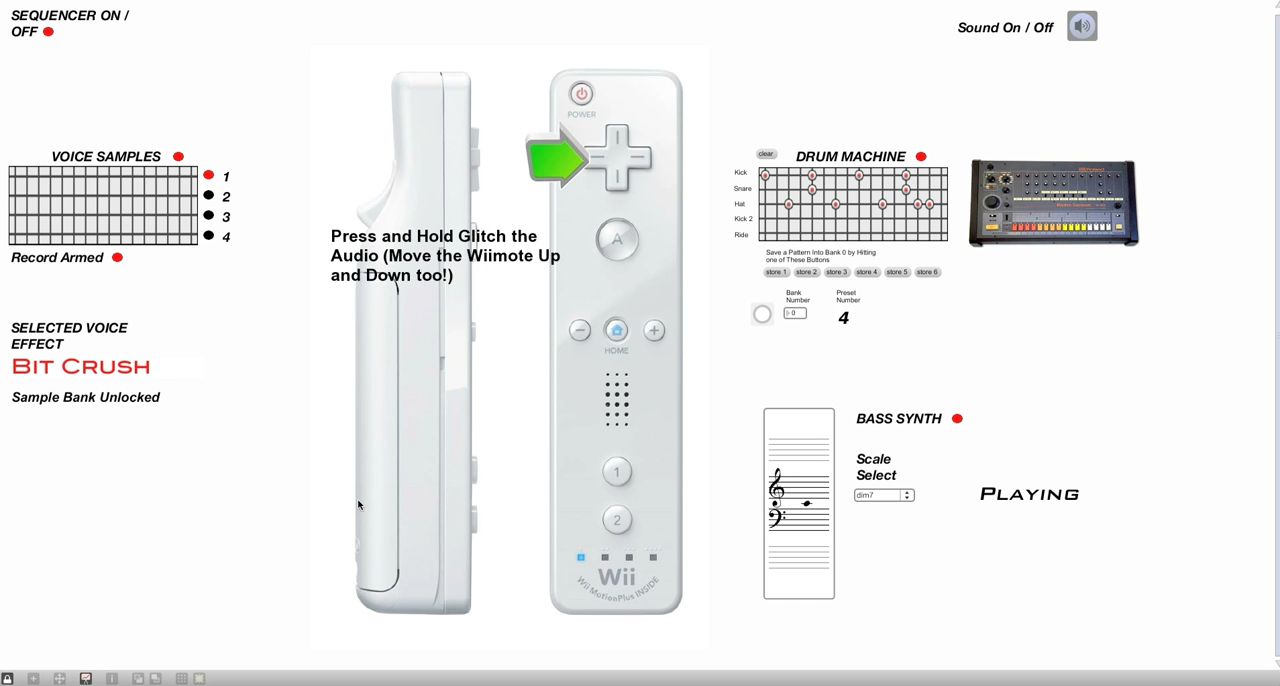 SEQUENCER ON /
OFF
Sound On / Off
VOICE SAMPLES
1
2
3
4
Record Armed
SELECTED VOICE
EFFECT
BIT CRUSH
Sample Bank Unlocked
POWER
Press and Hold Glitch the
Audio (Move the Wiimote Up
and Down too!)
A
HOME
1
2
Wii
Wii MotionPlus INSIDE
clear
DRUM MACHINE
Kick
Snare
Hat
Kick 2
Ride
Save a Pattern Into Bank 0 by Hitting
one of These Buttons
store 1 store 2 store 3 store 4 store 5 store 6
Bank
Number
0
Preset
Number
4
BASS SYNTH
Scale
Select
dim7
PLAYING